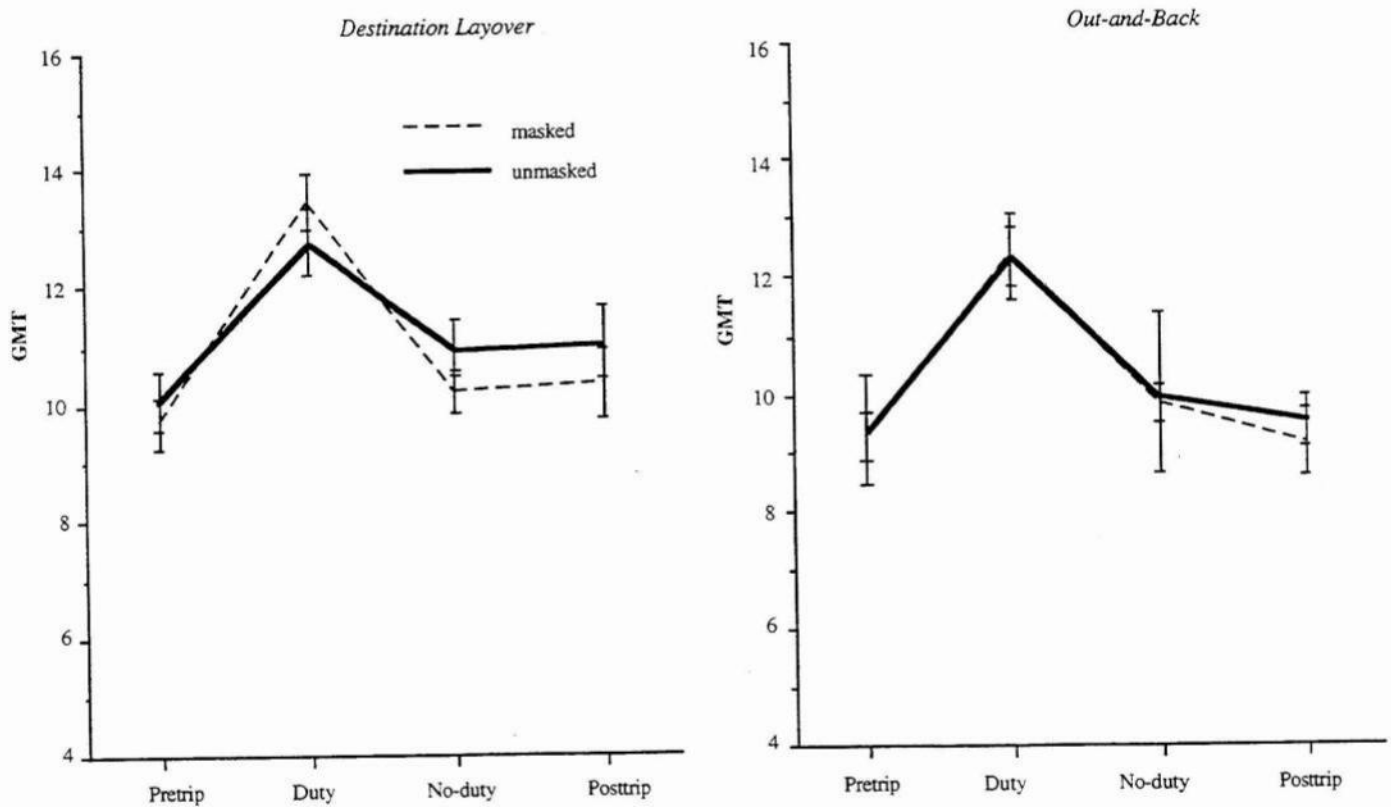 Destination Layover
16
14
12
10
8
6
4
GMT
masked
unmasked
Pretrip Duty No-duty Posttrip
Out-and-Back
16
14
12
10
8
6
4
GMT
Pretrip Duty No-duty Posttrip